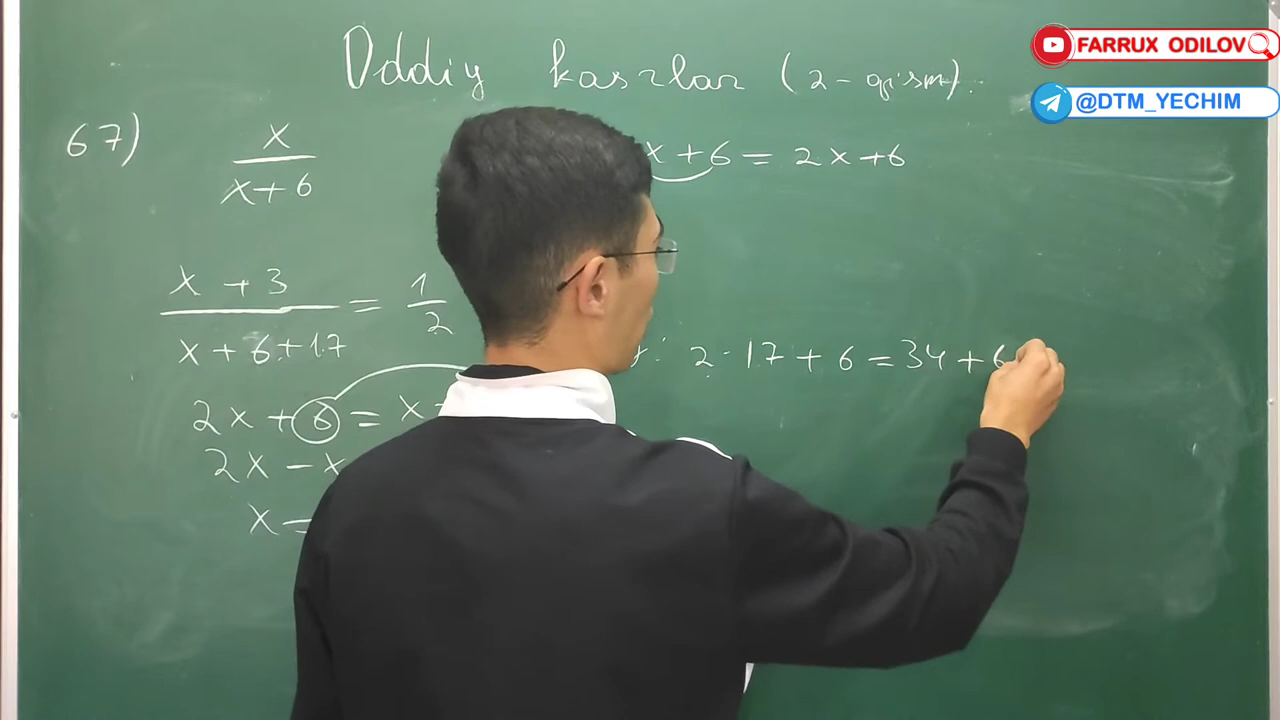 Oddiy kasrlar (2-qism).
FARRUX ODILOV
@DTM_YECHIM
67) x/(x+6)
x+6 = 2x+6
(x+3)/(x+6+17) = 1/2
2·17+6=34+6
2x+6=x
2x-x
x=